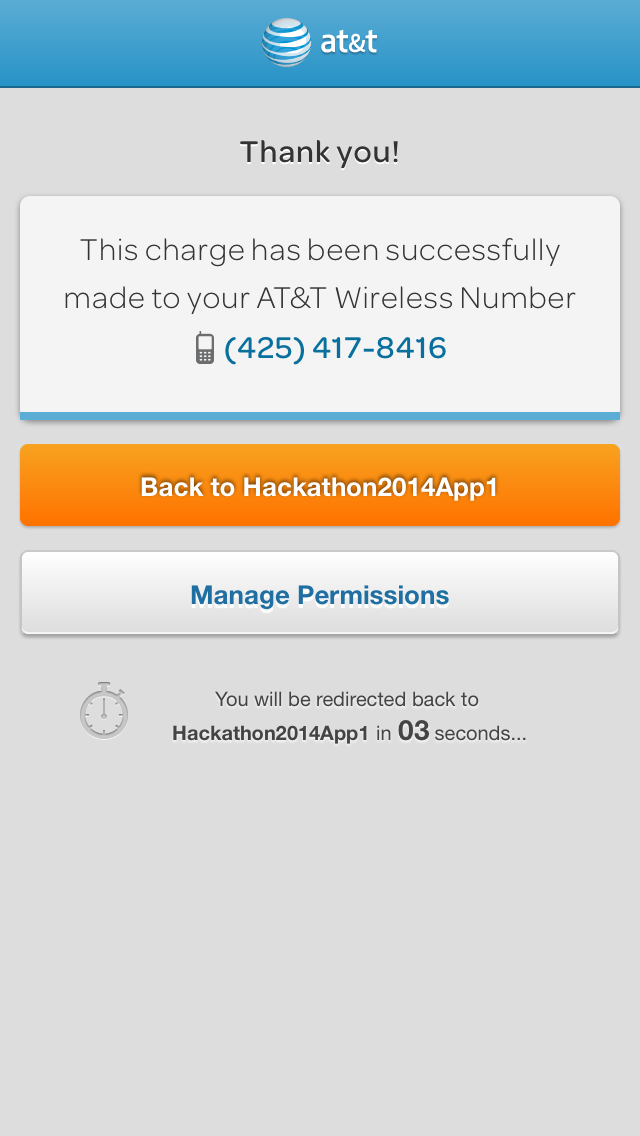 at&t
Thank you!
This charge has been successfully
made to your AT&T Wireless Number
(425) 417-8416
Back to Hackathon2014App1
Manage Permissions
You will be redirected back to
Hackathon2014App1 in 03 seconds...